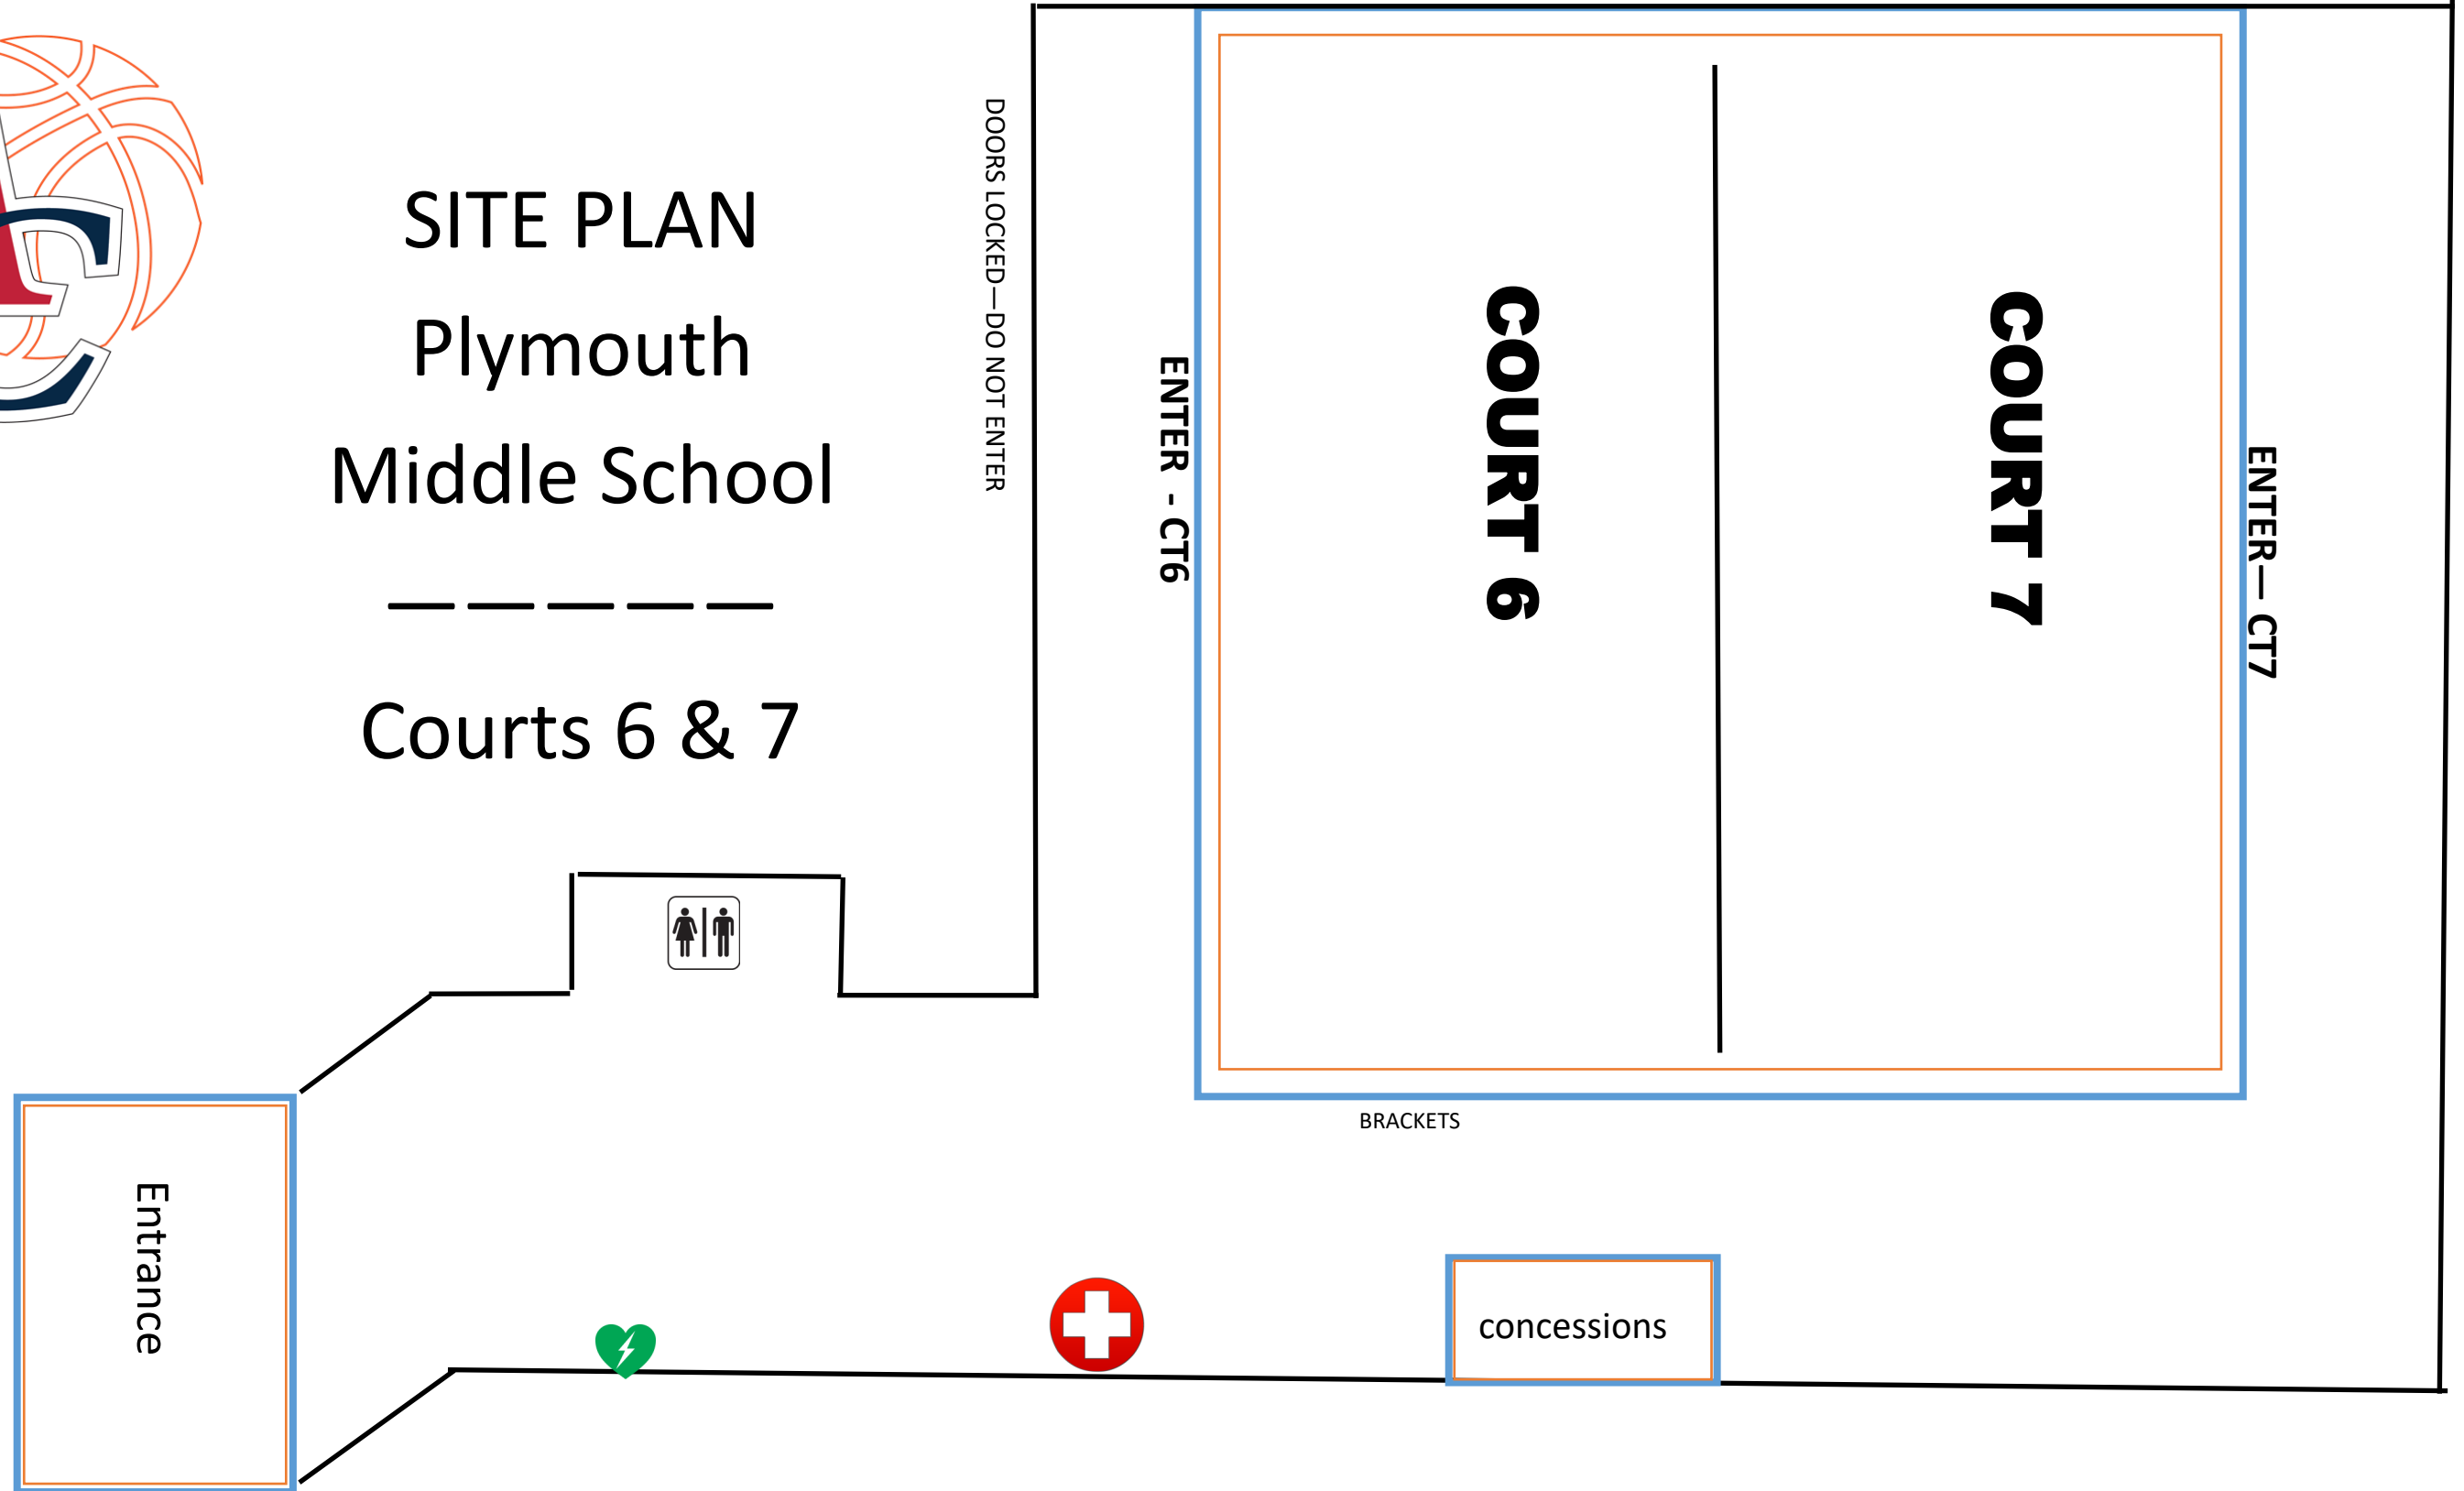 SITE PLAN
Plymouth
Middle School
— — — — —
Courts 6 & 7
DOORS LOCKED—DO NOT ENTER
ENTER - CT6
COURT 6
COURT 7
ENTER— CT7
BRACKETS
Entrance
concessions